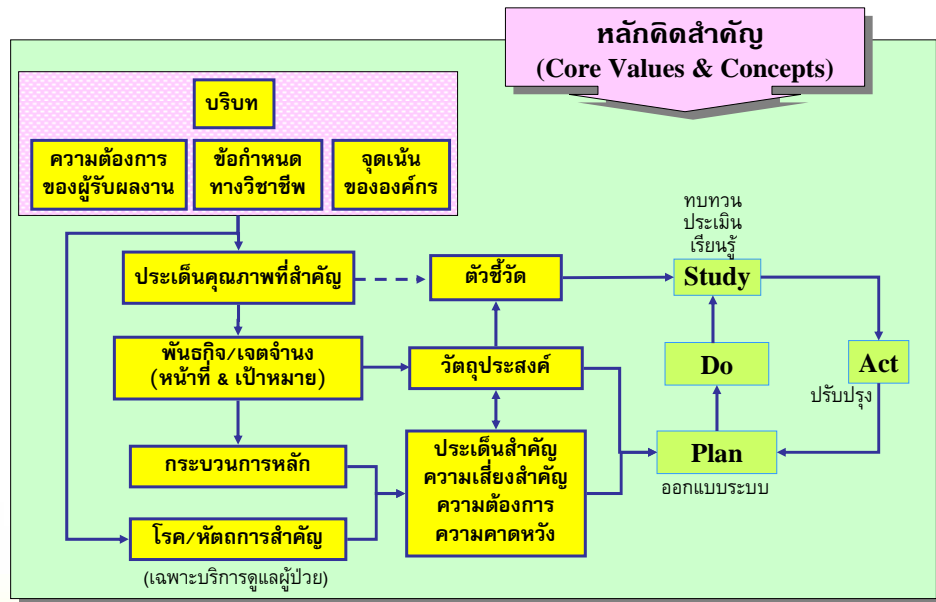 หลักคิดสำคัญ
(Core Values & Concepts)
บริบท
ความต้องการ
ของผู้รับผลงาน
ข้อกำหนด
ทางวิชาชีพ
จุดเน้น
ขององค์กร
ประเด็นคุณภาพที่สำคัญ
ตัวชี้วัด
ทบทวน
ประเมิน
เรียนรู้
Study
พันธกิจ/เจตจำนง
(หน้าที่ & เป้าหมาย)
วัตถุประสงค์
Do
Act
ปรับปรุง
กระบวนการหลัก
ประเด็นสำคัญ
ความเสี่ยงสำคัญ
ความต้องการ
ความคาดหวัง
Plan
ออกแบบระบบ
โรค/หัตถการสำคัญ
(เฉพาะบริการดูแลผู้ป่วย)